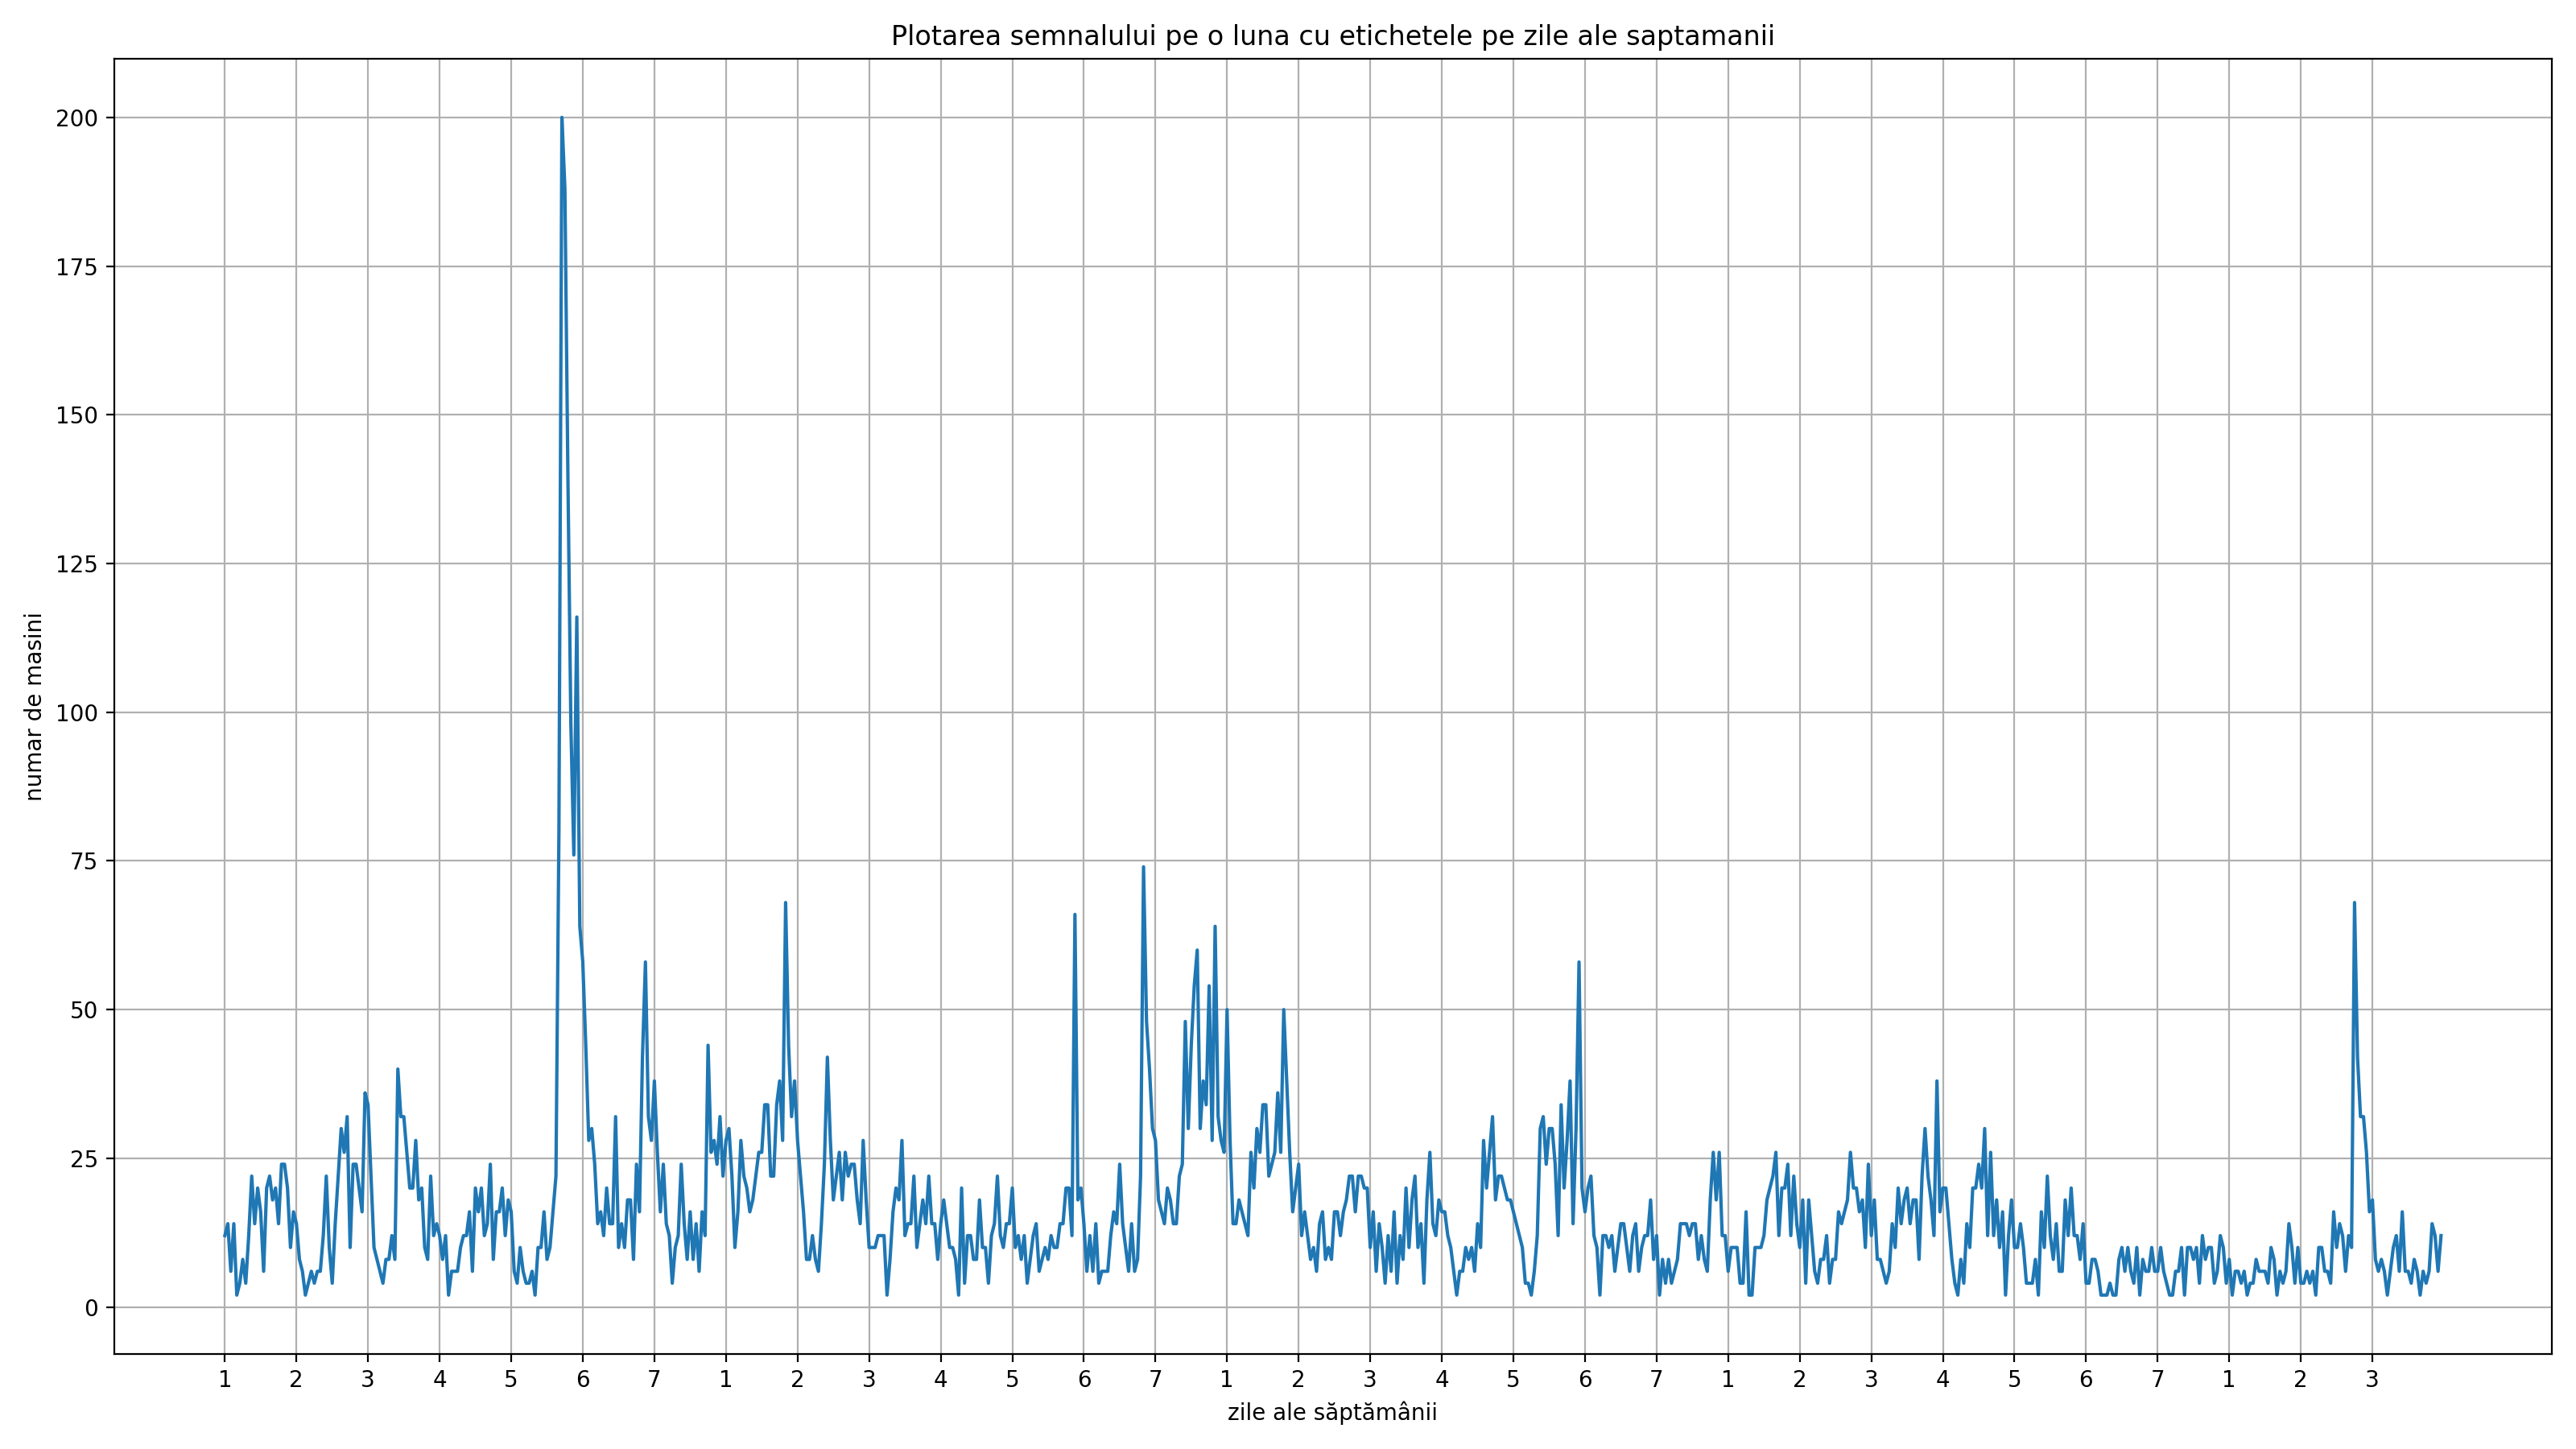 Plotarea semnalului pe o luna cu etichetele pe zile ale saptamanii
numar de masini
200
175
150
125
100
75
50
25
0
1 2 3 4 5 6 7 1 2 3 4 5 6 7 1 2 3 4 5 6 7 1 2 3 4 5 6 7 1 2 3
zile ale săptămânii